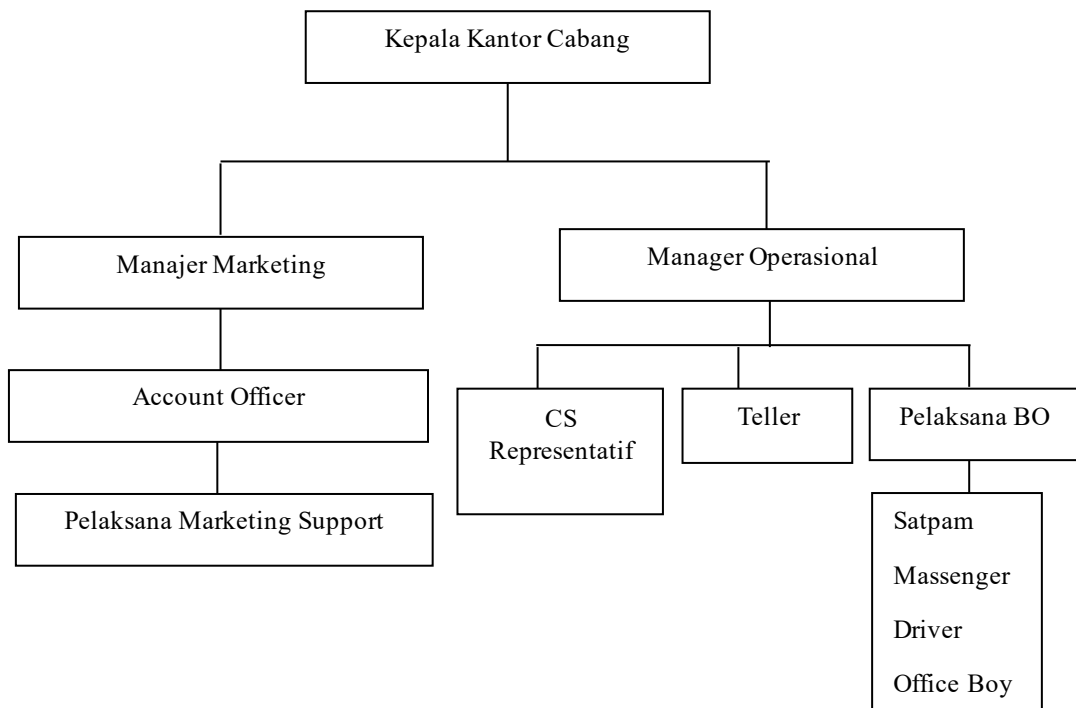 Kepala Kantor Cabang
Manajer Marketing
Manager Operasional
Account Officer
CS
Representatif
Teller
Pelaksana BO
Pelaksana Marketing Support
Satpam
Massenger
Driver
Office Boy